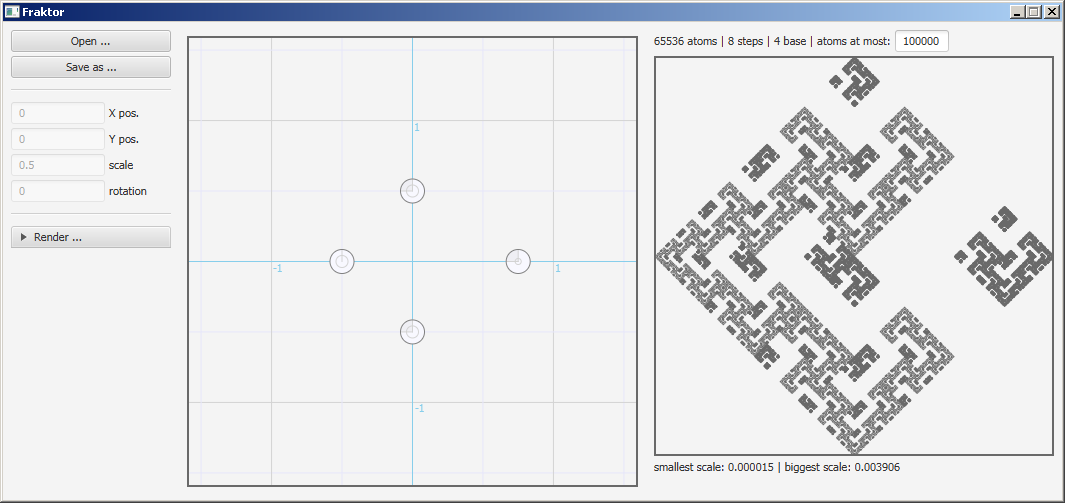 Fraktor
Open ...
Save as ...
0 X pos.
0 Y pos.
0.5 scale
0 rotation
Render ...
1
-1
1
-1
65536 atoms | 8 steps | 4 base | atoms at most: 100000
smallest scale: 0.000015 | biggest scale: 0.003906